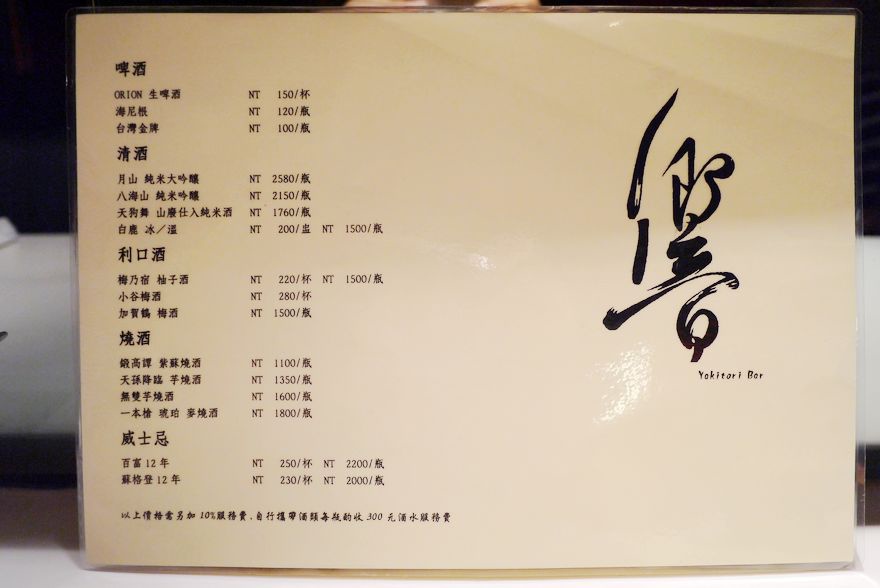 啤酒
ORION 生啤酒 NT 150/杯
海尼根 NT 120/瓶
台灣金牌 NT 100/瓶
清酒
月山 純米大吟釀 NT 2580/瓶
八海山 純米吟釀 NT 2150/瓶
天狗舞 山廢仕入純米酒 NT 1760/瓶
白鹿 冰／溫 NT 200/盅 NT 1500/瓶
利口酒
梅乃宿 柚子酒 NT 220/杯 NT 1500/瓶
小谷梅酒 NT 280/杯
加賀鶴 梅酒 NT 1500/瓶
燒酒
鍛高譚 紫蘇燒酒 NT 1100/瓶
天孫降臨 芋燒酒 NT 1350/瓶
無雙芋燒酒 NT 1600/瓶
一本槍 琥珀 麥燒酒 NT 1800/瓶
威士忌
百富12年 NT 250/杯 NT 2200/瓶
蘇格登12年 NT 230/杯 NT 2000/瓶
以上價格需另加 10%服務費,自行攜帶酒類每瓶酌收 300 元酒水服務費
響
Yakitori Bar